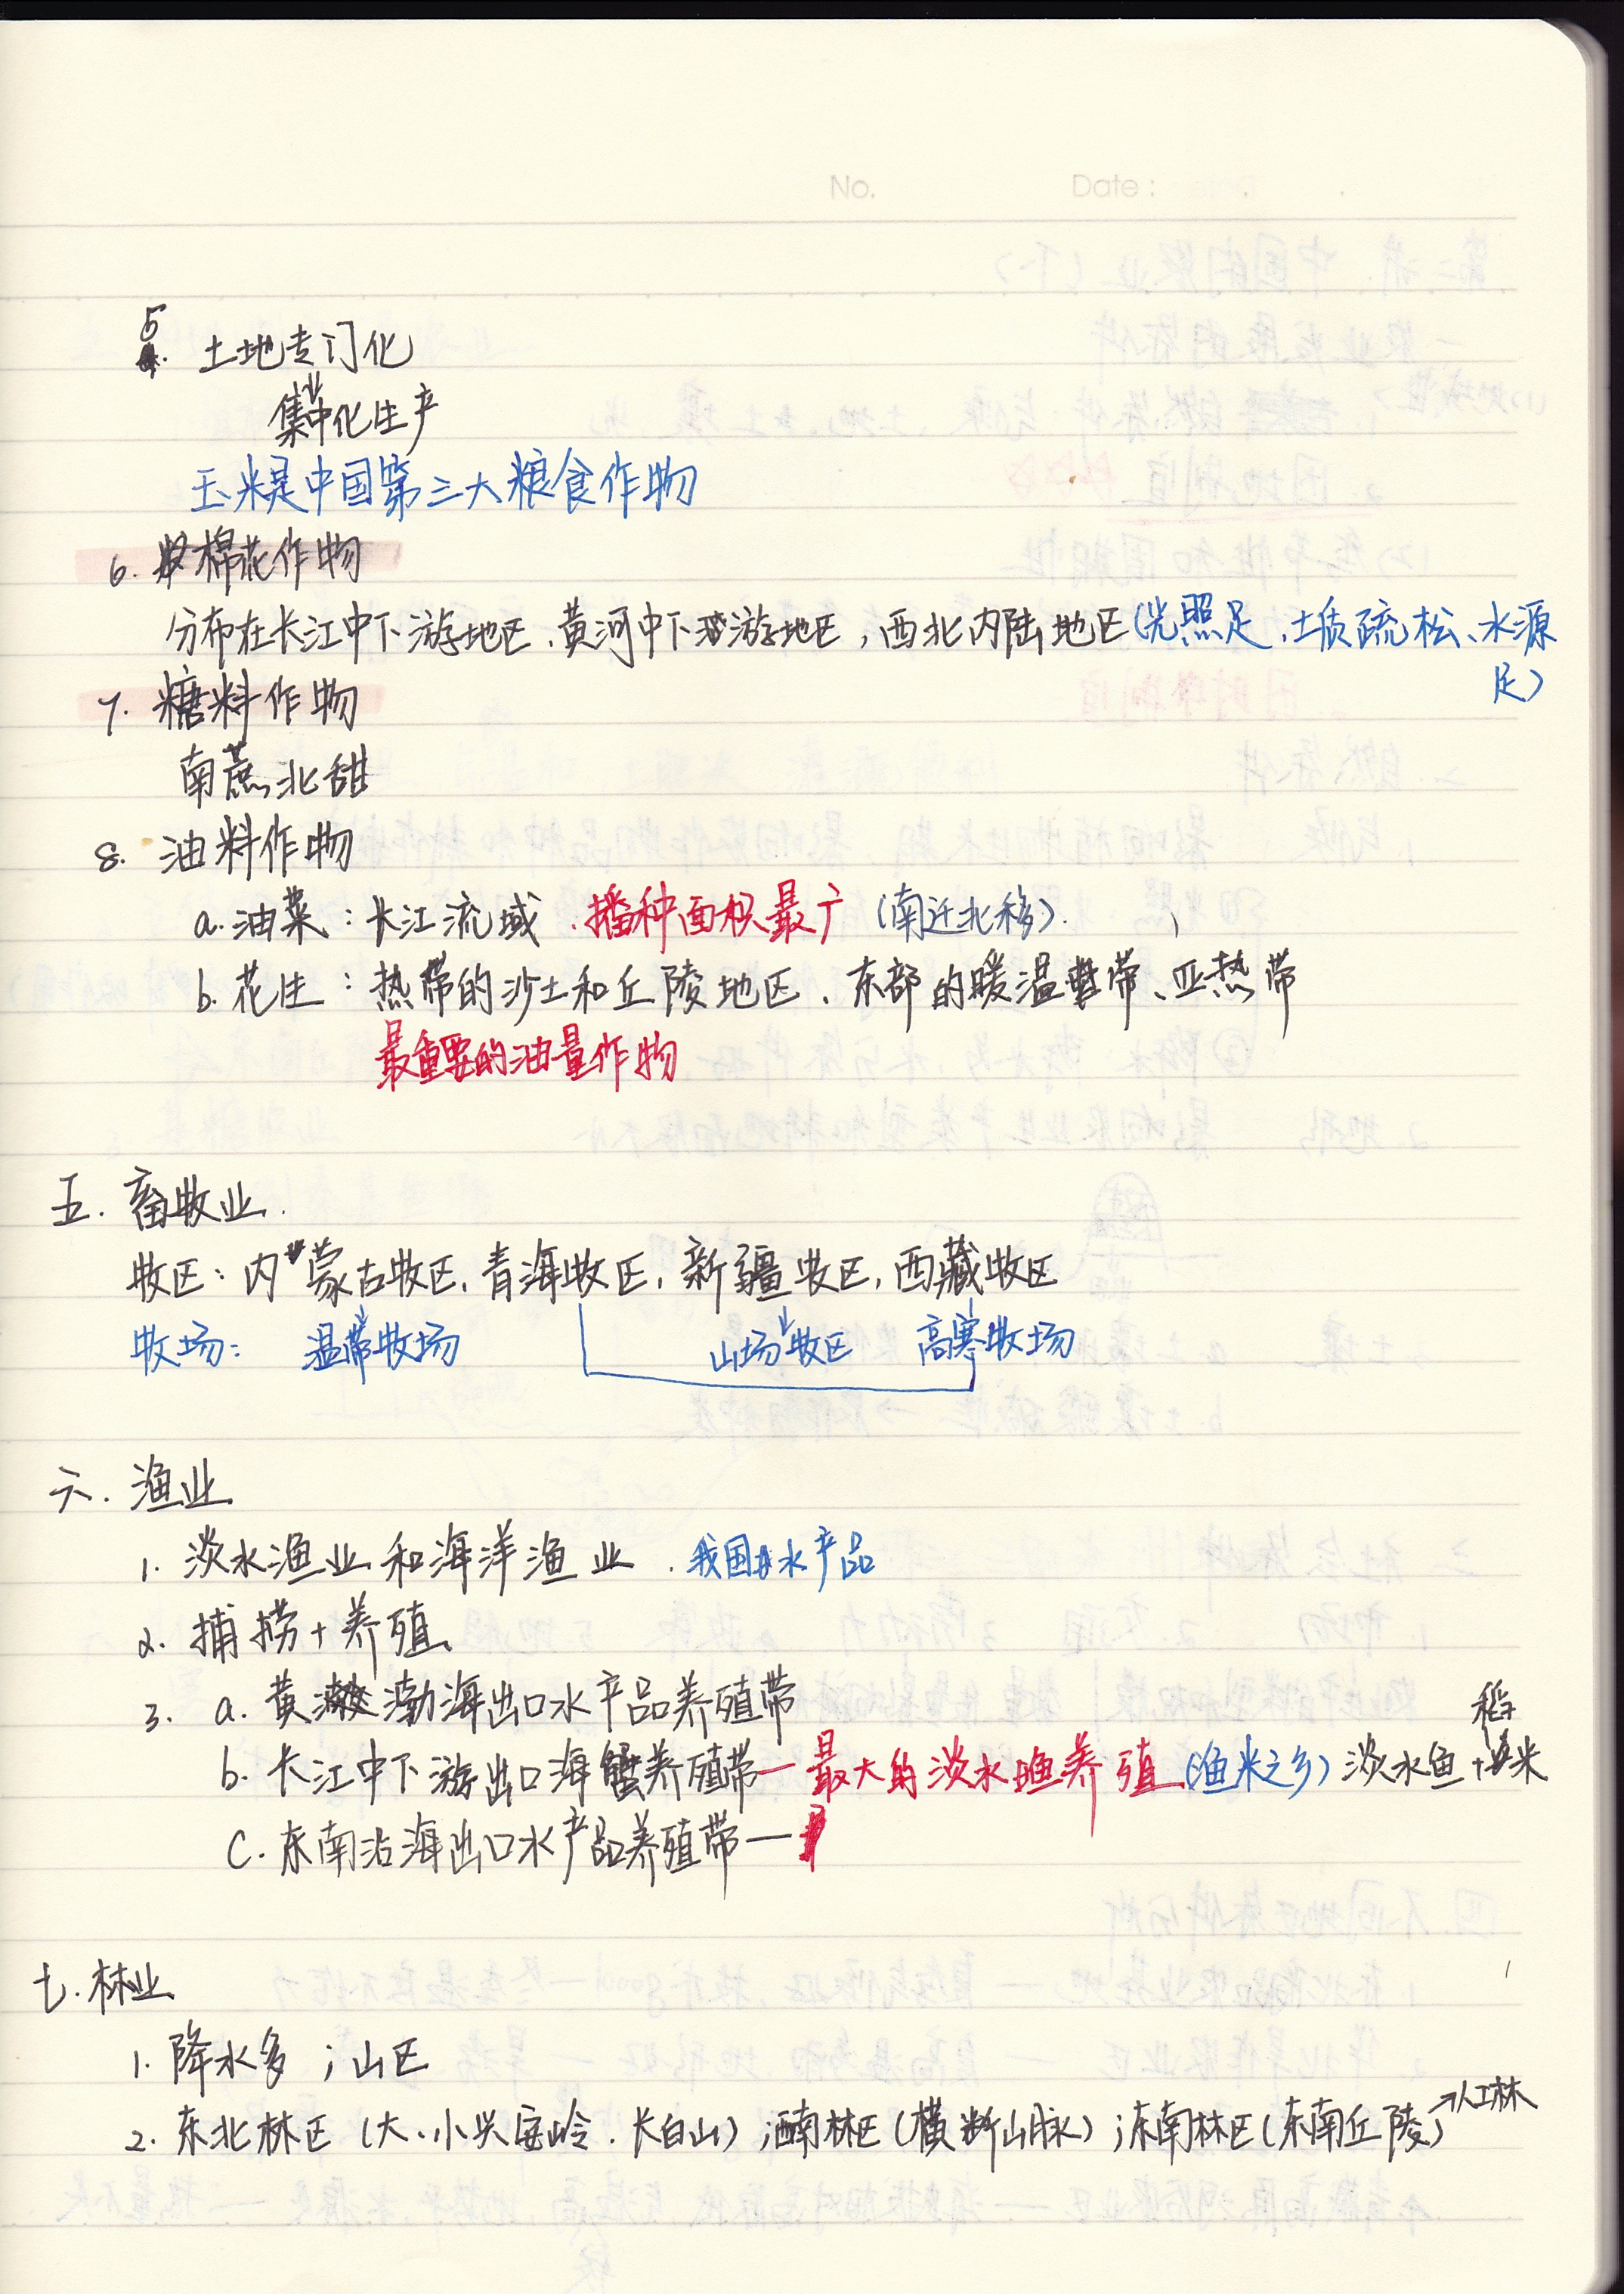 No. Date:
5. 土地专门化
集中化生产
玉米是中国第三大粮食作物
6. 棉花作物
分布在长江中下游地区、黄河中下游地区，西北内陆地区(光照足、土质疏松、水源
足)
7. 糖料作物
南蔗北甜
8. 油料作物
a. 油菜：长江流域、播种面积最广 (南迁北移).
b. 花生：热带的沙土和丘陵地区、东部的暖温带、亚热带
最重要的油量作物
五. 畜牧业.
牧区：内蒙古牧区, 青海牧区, 新疆牧区, 西藏牧区
牧场： 温带牧场 山场牧区 高寒牧场
六. 渔业
1. 淡水渔业和海洋渔业 . 我国水产品
2. 捕捞+养殖
3. a. 黄渤海出口水产品养殖带
稻
b. 长江中下游出口海蟹养殖带—最大的淡水渔养殖 (渔米之乡) 淡水鱼+米
C. 东南沿海出口水产品养殖带—
七. 林业
1. 降水多 ；山区
2. 东北林区 (大、小兴安岭、长白山)；西南林区 (横断山脉)；东南林区 (东南丘陵)→人工林